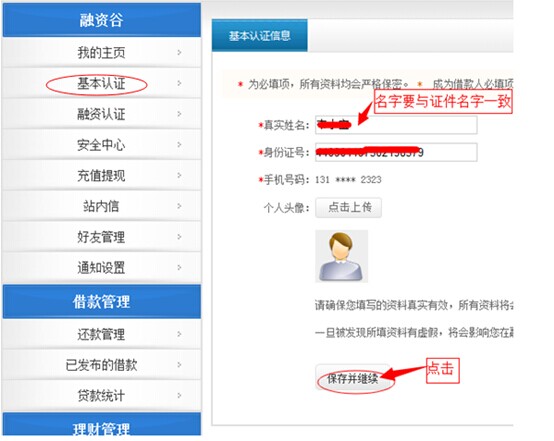 融资谷
我的主页
基本认证
融资认证
安全中心
充值提现
站内信
好友管理
通知设置
借款管理
还款管理
已发布的借款
贷款统计
理财管理
基本认证信息
* 为必填项，所有资料均会严格保密。 * 成为借款人必填项
名字要与证件名字一致
*真实姓名：
*身份证号：
*手机号码：131 **** 2323
个人头像： 点击上传
请确保您填写的资料真实有效，所有资料将会
一旦被发现所填资料有虚假，将会影响您在融
保存并继续
点击